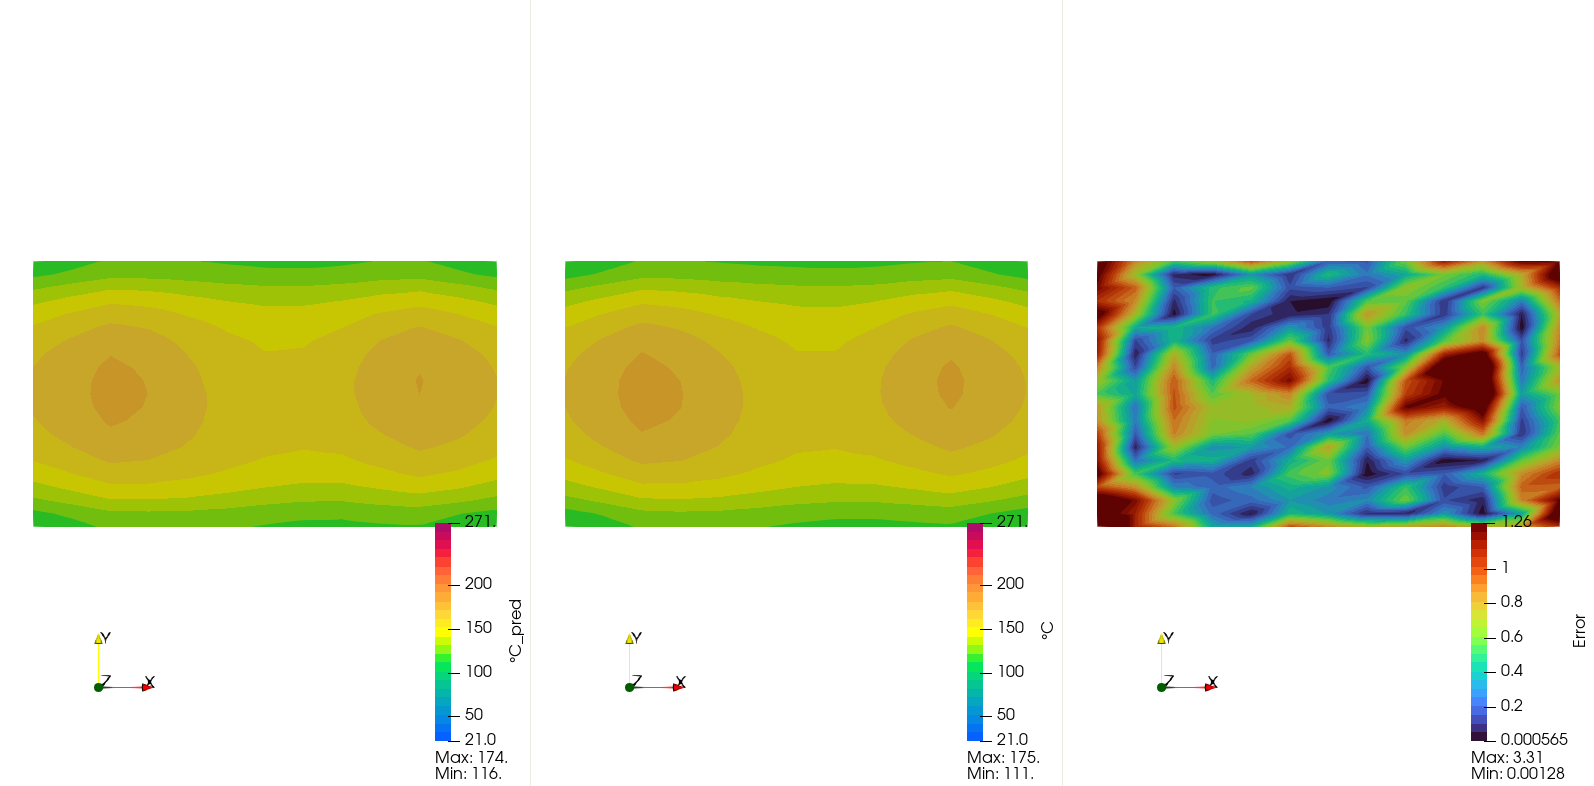 271.
200
150
100
50
21.0
°C_pred
Max: 174.
Min: 116.
Y
Z
X
271.
200
150
100
50
21.0
°C
Max: 175.
Min: 111.
Y
Z
X
1.26
1
0.8
0.6
0.4
0.2
0.000565
Error
Max: 3.31
Min: 0.00128
Y
Z
X